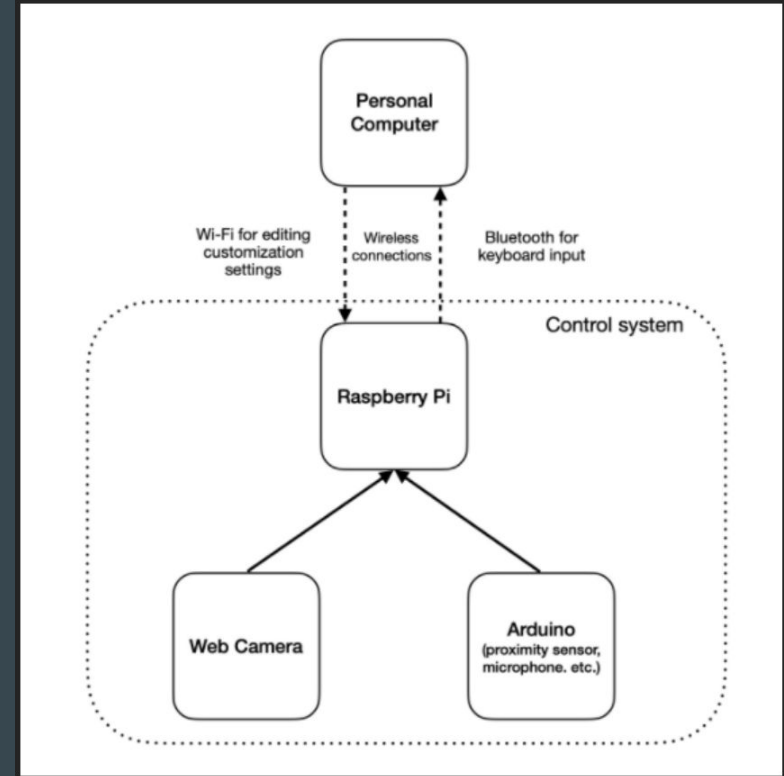 Personal
Computer
Wi-Fi for editing
customization
settings
Wireless
connections
Bluetooth for
keyboard input
Control system
Raspberry Pi
Web Camera
Arduino
(proximity sensor,
microphone. etc.)